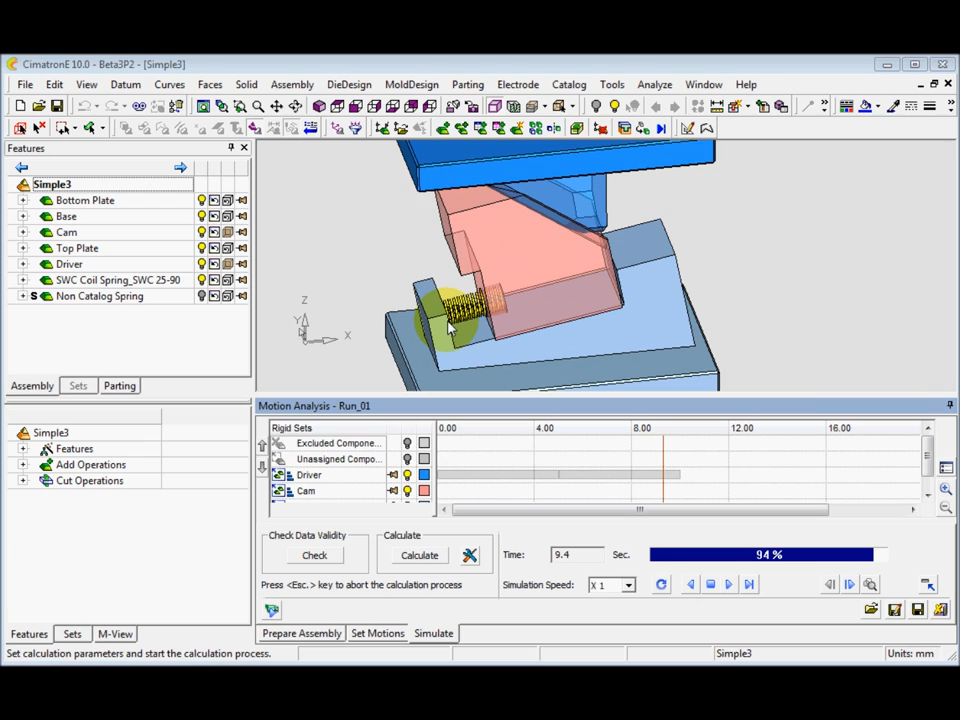 CimatronE 10.0 - Beta3P2 - [Simple3]
File Edit View Datum Curves Faces Solid Assembly DieDesign MoldDesign Parting Electrode Catalog Tools Analyze Window Help
Features
Simple3
Bottom Plate
Base
Cam
Top Plate
Driver
SWC Coil Spring_SWC 25-90
S Non Catalog Spring
Z
Y
X
Assembly Sets Parting
Simple3
Features
Add Operations
Cut Operations
Features Sets M-View
Motion Analysis - Run_01
Rigid Sets 0.00 4.00 8.00 12.00 16.00
Excluded Compone...
Unassigned Compo...
Driver
Cam
Check Data Validity Calculate
Check Calculate Time: 9.4 Sec. 94 %
Press <Esc.> key to abort the calculation process Simulation Speed: X 1
Prepare Assembly Set Motions Simulate
Set calculation parameters and start the calculation process. Simple3 Units: mm